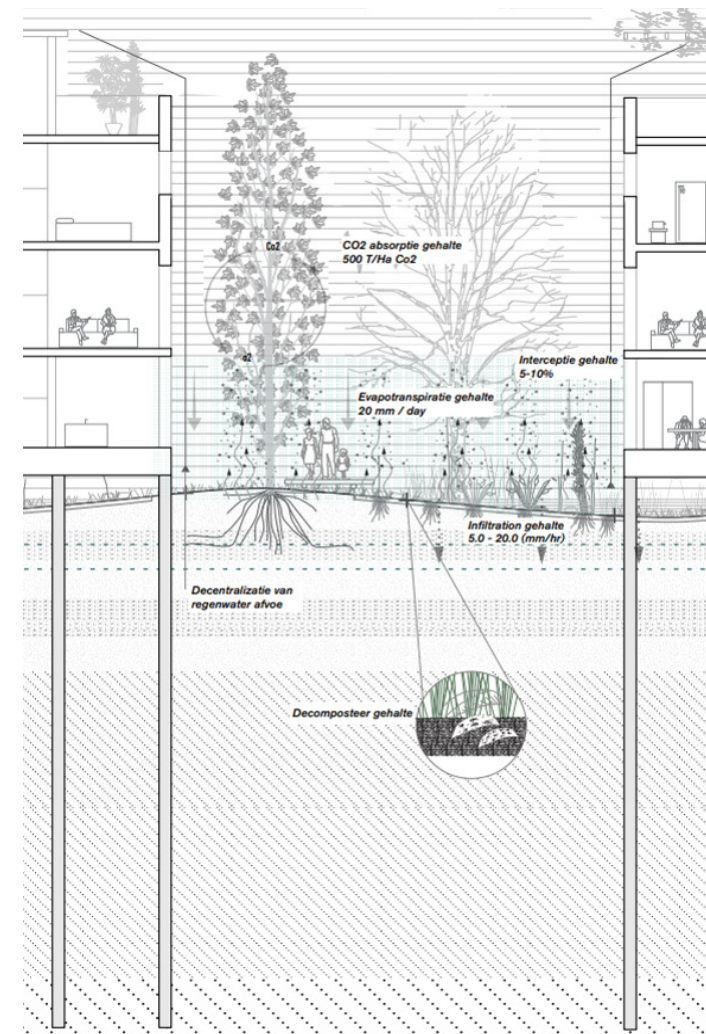 Co2
CO2 absorptie gehalte
500 T/Ha Co2
o2
Interceptie gehalte
5-10%
Evapotranspiratie gehalte
20 mm / day
Infiltration gehalte
5.0 - 20.0 (mm/hr)
Decentralizatie van
regenwater afvoe
Decomposteer gehalte